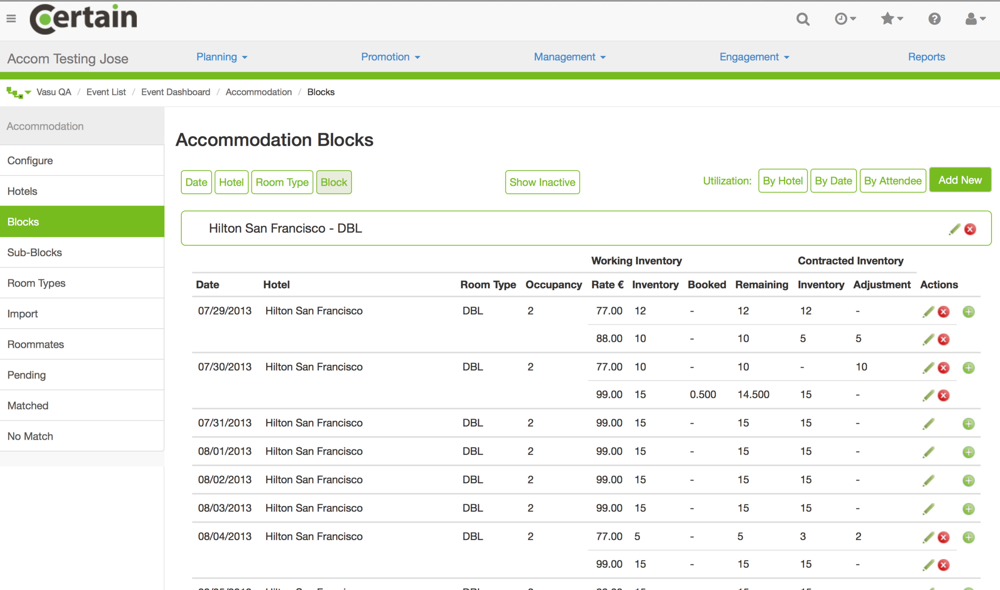 Certain
Accom Testing Jose Planning Promotion Management Engagement Reports
Vasu QA / Event List / Event Dashboard / Accommodation / Blocks
Accommodation
Configure
Hotels
Blocks
Sub-Blocks
Room Types
Import
Roommates
Pending
Matched
No Match
Accommodation Blocks
Date Hotel Room Type Block Show Inactive Utilization: By Hotel By Date By Attendee Add New
Hilton San Francisco - DBL
Working Inventory Contracted Inventory
Date Hotel Room Type Occupancy Rate € Inventory Booked Remaining Inventory Adjustment Actions
07/29/2013 Hilton San Francisco DBL 2 77.00 12 - 12 12 -
88.00 10 - 10 5 5
07/30/2013 Hilton San Francisco DBL 2 77.00 10 - 10 - 10
99.00 15 0.500 14.500 15 -
07/31/2013 Hilton San Francisco DBL 2 99.00 15 - 15 15 -
08/01/2013 Hilton San Francisco DBL 2 99.00 15 - 15 15 -
08/02/2013 Hilton San Francisco DBL 2 99.00 15 - 15 15 -
08/03/2013 Hilton San Francisco DBL 2 99.00 15 - 15 15 -
08/04/2013 Hilton San Francisco DBL 2 77.00 5 - 5 3 2
99.00 15 - 15 15 -